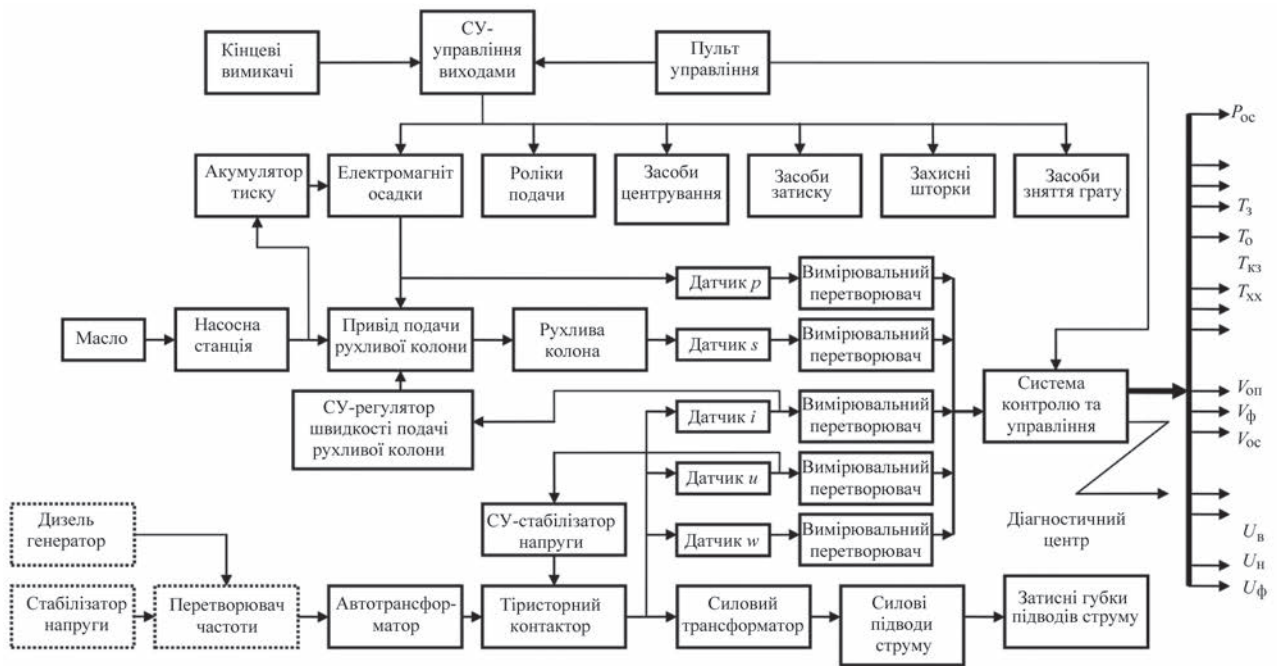 СУ-
управління
виходами
Кінцеві
вимикачі
Пульт
управління
Акумулятор
тиску
Електромагніт
осадки
Роліки
подачи
Засоби
центрування
Засоби
затиску
Захисні
шторки
Засоби
зняття грату
Масло
Насосна
станція
Привід подачи
рухливої колони
Рухлива
колона
СУ-регулятор
швидкості подачі
рухливої колони
Датчик p
Вимірювальний
перетворювач
Датчик s
Вимірювальний
перетворювач
Датчик i
Вимірювальний
перетворювач
Датчик u
Вимірювальний
перетворювач
Датчик w
Вимірювальний
перетворювач
Система
контролю та
управління
Діагностичний
центр
СУ-стабілізатор
напруги
Дизель
генератор
Стабілізатор
напруги
Перетворювач
частоти
Автотрансфор-
матор
Тіристорний
контактор
Силовий
трансформатор
Силові
підводи
струму
Затисні губки
підводів струму
Pос
Tз
Tо
Tкз
Tхх
Vоп
Vф
Vос
Uв
Uн
Uф